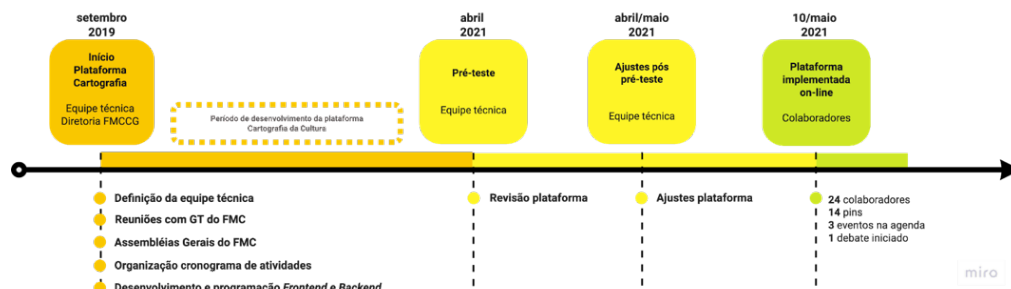 setembro
2019
abril
2021
abril/maio
2021
10/maio
2021
Início
Plataforma
Cartografia
Equipe técnica
Diretoria FMCCG
Período de desenvolvimento da plataforma
Cartografia da Cultura
Pré-teste
Equipe técnica
Ajustes pós
pré-teste
Equipe técnica
Plataforma
implementada
on-line
Colaboradores
Definição da equipe técnica
Reuniões com GT do FMC
Assembléias Gerais do FMC
Organização cronograma de atividades
Desenvolvimento e programação Frontend e Backend
Revisão plataforma
Ajustes plataforma
24 colaboradores
14 pins
3 eventos na agenda
1 debate iniciado
miro